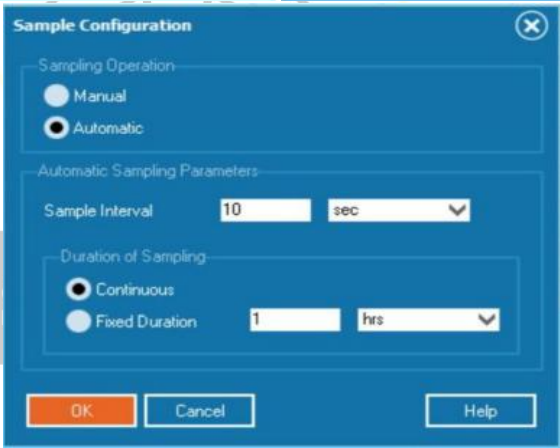 Sample Configuration
Sampling Operation
Manual
Automatic
Automatic Sampling Parameters
Sample Interval 10 sec
Duration of Sampling
Continuous
Fixed Duration 1 hrs
OK Cancel Help